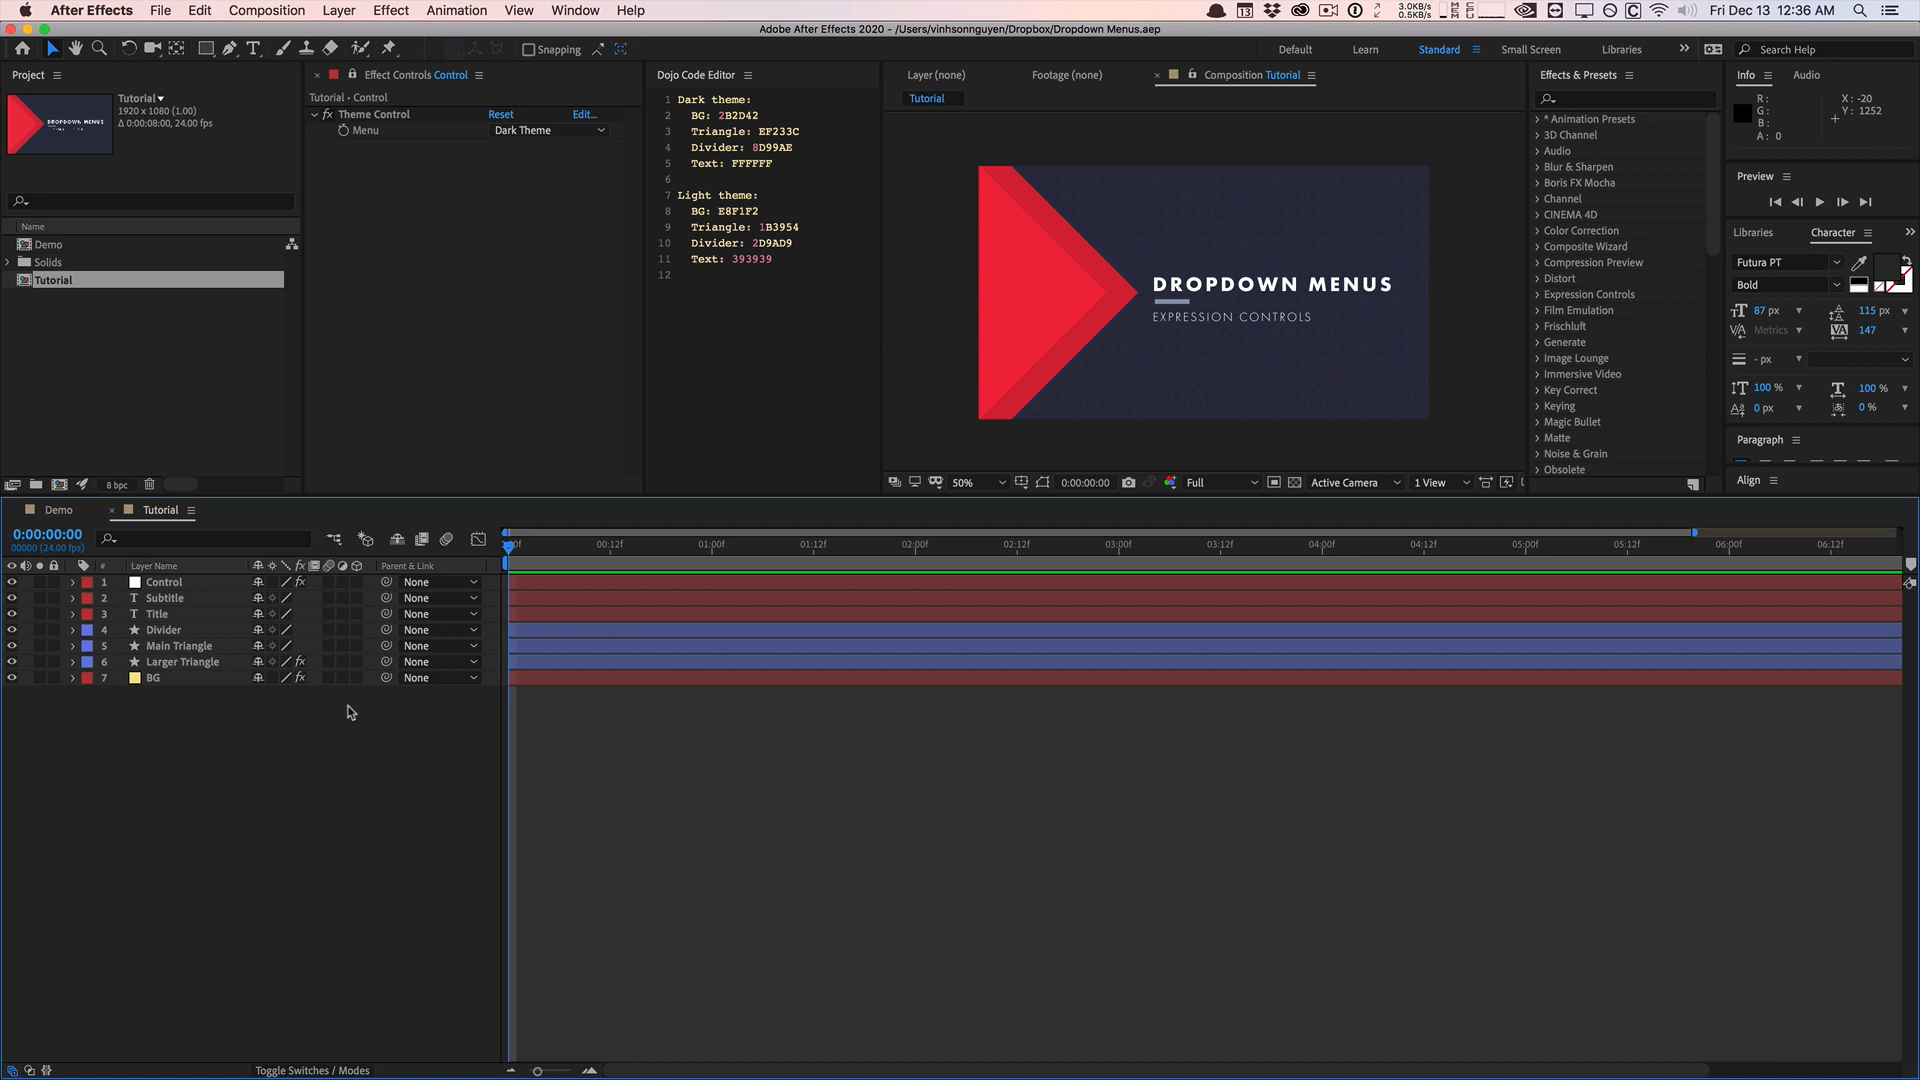 After Effects File Edit Composition Layer Effect Animation View Window Help
13 3.0KB/s 0.5KB/s Fri Dec 13 12:36 AM
Adobe After Effects 2020 - /Users/vinhsonnguyen/Dropbox/Dropdown Menus.aep
Snapping Default Learn Standard Small Screen Libraries Search Help
Project
Tutorial
1920 x 1080 (1.00)
Δ 0:00:08:00, 24.00 fps
Name
Demo
Solids
Tutorial
8 bpc
Effect Controls Control
Tutorial • Control
fx Theme Control Reset Edit...
Menu Dark Theme
Dojo Code Editor
1 Dark theme:
2 BG: 2B2D42
3 Triangle: EF233C
4 Divider: 8D99AE
5 Text: FFFFFF
6
7 Light theme:
8 BG: E8F1F2
9 Triangle: 1B3954
10 Divider: 2D9AD9
11 Text: 393939
12
Layer (none) Footage (none) Composition Tutorial
Tutorial
DROPDOWN MENUS
EXPRESSION CONTROLS
50% 0:00:00:00 Full Active Camera 1 View
Effects & Presets
* Animation Presets
3D Channel
Audio
Blur & Sharpen
Boris FX Mocha
Channel
CINEMA 4D
Color Correction
Composite Wizard
Compression Preview
Distort
Expression Controls
Film Emulation
Frischluft
Generate
Image Lounge
Immersive Video
Key Correct
Keying
Magic Bullet
Matte
Noise & Grain
Obsolete
Info Audio
R: X: -20
G: Y: 1252
B:
A: 0
Preview
Libraries Character
Futura PT
Bold
87 px 115 px
Metrics 147
- px
100 % 100 %
0 px 0 %
Paragraph
Align
Demo Tutorial
0:00:00:00
00000 (24.00 fps)
00:12f 01:00f 01:12f 02:00f 02:12f 03:00f 03:12f 04:00f 04:12f 05:00f 05:12f 06:00f 06:12f
# Layer Name fx Parent & Link
1 Control fx None
2 T Subtitle None
3 T Title None
4 Divider None
5 Main Triangle None
6 Larger Triangle fx None
7 BG fx None
Toggle Switches / Modes